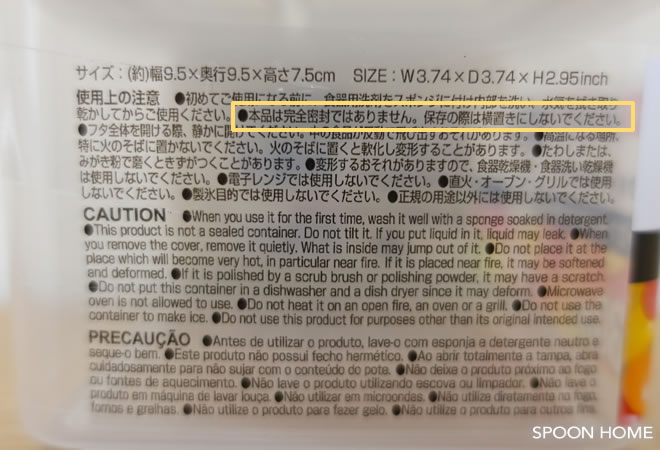 サイズ：(約)幅9.5×奥行9.5×高さ7.5cm　SIZE：W3.74×D3.74×H2.95inch
使用上の注意　●初めてご使用になる前に、食器用洗剤をスポンジに付け内部を洗い、水気を拭き取り
乾かしてからご使用ください。●本品は完全密封ではありません。保存の際は横置きにしないでください。
●フタ全体を開ける際、静かに開けてください。中の食品が反動で飛び出すおそれがあります。●高温になる場所、
特に火のそばに置かないでください。火のそばに置くと軟化し変形することがあります。●たわしまたは、
みがき粉で磨くときずがつくことがあります。●変形するおそれがありますので、食器乾燥機・食器洗い乾燥機
は使用しないでください。●電子レンジでは使用しないでください。●直火・オーブン・グリルでは使用
しないでください。●製氷目的では使用しないでください。●正規の用途以外には使用しないでください。
CAUTION ●When you use it for the first time, wash it well with a sponge soaked in detergent.
●This product is not a sealed container. Do not tilt it. If you put liquid in it, liquid may leak. ●When
you remove the cover, remove it quietly. What is inside may jump out of it. ●Do not place it at the
place which will become very hot, in particular near fire. If it is placed near fire, it may be softened
and deformed. ●If it is polished by a scrub brush or polishing powder, it may have a scratch.
●Do not put this container in a dishwasher and a dish dryer since it may deform. ●Microwave
oven is not allowed to use. ●Do not heat it on an open fire, an oven or a grill. ●Do not use the
container to make ice. ●Do not use this product for purposes other than its original intended use.
PRECAUÇÃO ●Antes de utilizar o produto, lave-o com esponja e detergente neutro e
seque-o bem. ●Este produto não possui fecho hermético. ●Ao abrir totalmente a tampa, abra
cuidadosamente para não sujar com o conteúdo do pote. ●Não deixe o produto próximo ao fogo
ou fontes de aquecimento. ●Não lave o produto utilizando escova ou limpador. ●Não lave o
produto em máquina de lavar louça. ●Não utilizar em microondas. ●Não utilize diretamente no fogo,
fornos e grelhas. ●Não utilize o produto para fazer gelo. ●Não utilize o produto para outros fins.
SPOON HOME